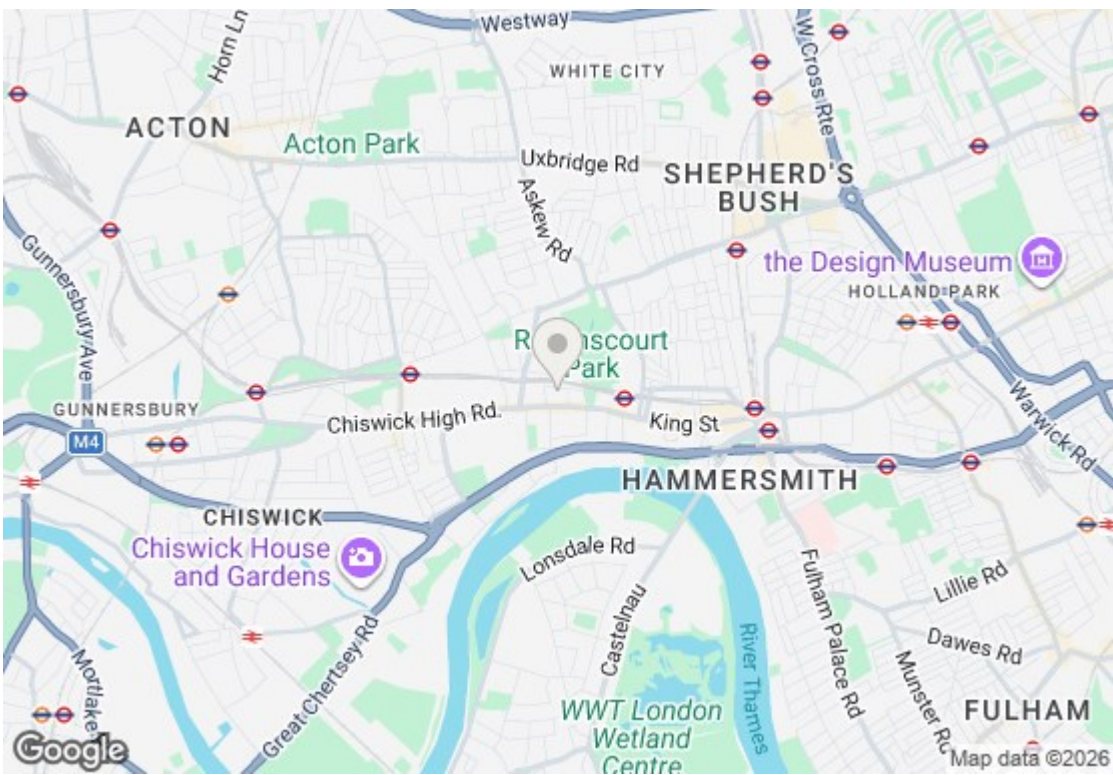 Westway
Horn Ln
W Cross Rte
WHITE CITY
ACTON
Acton Park
Uxbridge Rd
SHEPHERD'S
BUSH
Askew Rd
Gunnersbury Ave
the Design Museum
HOLLAND PARK
Park
GUNNERSBURY
Chiswick High Rd.
King St
Warwick Rd
M4
HAMMERSMITH
CHISWICK
Chiswick House
and Gardens
Lonsdale Rd
Fulham Palace Rd
Lillie Rd
Castelnau
River Thames
Dawes Rd
Great Chertsey Rd
Munster Rd
WWT London
Wetland
Centre
FULHAM
Google
Map data ©2026